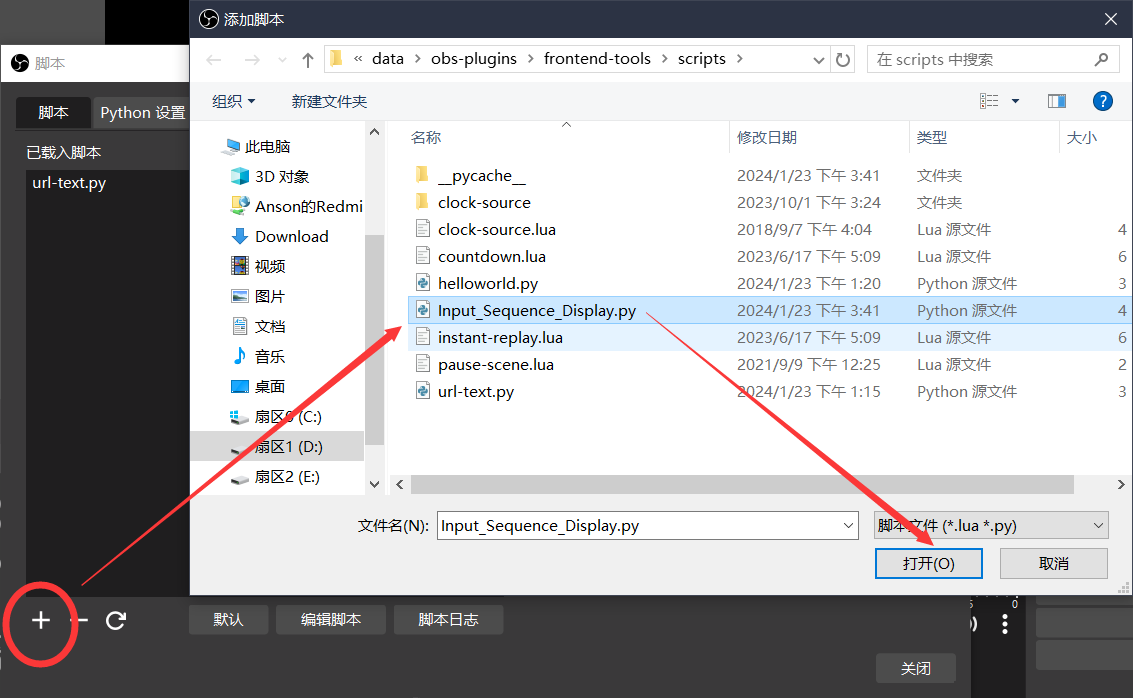 添加脚本
脚本
« data › obs-plugins › frontend-tools › scripts ›
在 scripts 中搜索
组织
新建文件夹
脚本
Python 设置
已载入脚本
url-text.py
此电脑
3D 对象
Anson的Redmi
Download
视频
图片
文档
音乐
桌面
扇区0 (C:)
扇区1 (D:)
扇区2 (E:)
名称 修改日期 类型 大小
__pycache__ 2024/1/23 下午 3:41 文件夹
clock-source 2023/10/1 下午 3:24 文件夹
clock-source.lua 2018/9/7 下午 4:04 Lua 源文件 4
countdown.lua 2023/6/17 下午 5:09 Lua 源文件 6
helloworld.py 2024/1/23 下午 1:20 Python 源文件 3
Input_Sequence_Display.py 2024/1/23 下午 3:41 Python 源文件 4
instant-replay.lua 2023/6/17 下午 5:09 Lua 源文件 6
pause-scene.lua 2021/9/9 下午 12:25 Lua 源文件 2
url-text.py 2024/1/23 下午 1:15 Python 源文件 3
文件名(N): Input_Sequence_Display.py
脚本文件 (*.lua *.py)
打开(O)
取消
默认
编辑脚本
脚本日志
5 0
关闭